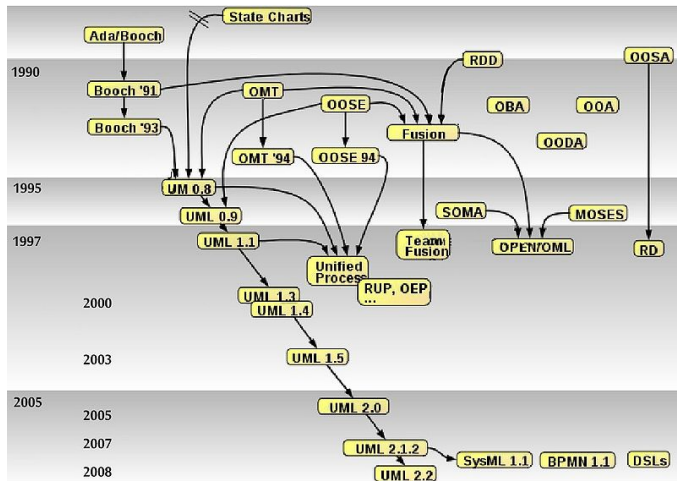 State Charts
Ada/Booch
OOSA
RDD
1990
Booch '91
OMT
OOSE
OBA
OOA
Booch '93
Fusion
OODA
OMT '94
OOSE 94
1995
UM 0.8
UML 0.9
SOMA
MOSES
1997
UML 1.1
Team
Fusion
OPEN/OML
RD
Unified
Process
RUP, OEP
...
UML 1.3
2000
UML 1.4
2003
UML 1.5
2005
UML 2.0
2005
2007
UML 2.1.2
SysML 1.1
BPMN 1.1
DSLs
2008
UML 2.2